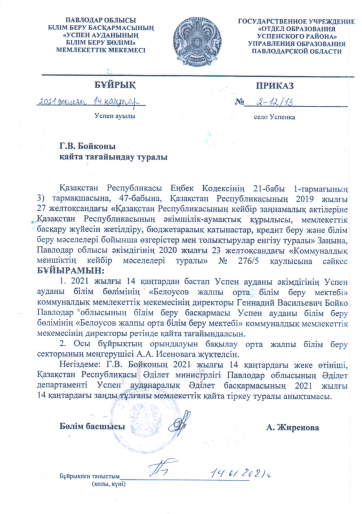 ПАВЛОДАР ОБЛЫСЫ
БІЛІМ БЕРУ БАСҚАРМАСЫНЫҢ
«УСПЕН АУДАНЫНЫҢ
БІЛІМ БЕРУ БӨЛІМІ»
МЕМЛЕКЕТТІК МЕКЕМЕСІ
ГОСУДАРСТВЕННОЕ УЧРЕЖДЕНИЕ
«ОТДЕЛ ОБРАЗОВАНИЯ
УСПЕНСКОГО РАЙОНА»
УПРАВЛЕНИЯ ОБРАЗОВАНИЯ
ПАВЛОДАРСКОЙ ОБЛАСТИ
БҰЙРЫҚ
ПРИКАЗ
2021 жылғы 14 қаңтар
№ 2-12/13
Успен ауылы
село Успенка
Г.В. Бойконы
қайта тағайындау туралы
Қазақстан Республикасы Еңбек Кодексінің 21-бабы 1-тармағының
3) тармақшасына, 47-бабына, Қазақстан Республикасының 2019 жылғы
27 желтоқсандағы «Қазақстан Республикасының кейбір заңнамалық актілеріне
Қазақстан Республикасының әкімшілік-аумақтық құрылысы, мемлекеттік
басқару жүйесін жетілдіру, бюджетаралық қатынастар, кредит беру және білім
беру мәселелері бойынша өзгерістер мен толықтырулар енгізу туралы» Заңына,
Павлодар облысы әкімдігінің 2020 жылғы 23 желтоқсандағы «Коммуналдық
меншіктің кейбір мәселелері туралы» № 276/5 қаулысына сәйкес
БҰЙЫРАМЫН:
1. 2021 жылғы 14 қаңтардан бастап Успен ауданы әкімдігінің Успен
ауданы білім бөлімінің «Белоусов жалпы орта білім беру мектебі»
коммуналдық мемлекеттік мекемесінің директоры Геннадий Васильевич Бойко
Павлодар облысының білім беру басқармасы Успен ауданы білім беру
бөлімінің «Белоусов жалпы орта білім беру мектебі» коммуналдық мемлекеттік
мекемесінің директоры ретінде қайта тағайындалсын.
2. Осы бұйрықтың орындалуын бақылау орта жалпы білім беру
секторының меңгерушісі А.А. Исеноваға жүктелсін.
Негіздеме: Г.В. Бойконың 2021 жылғы 14 қаңтардағы жеке өтініші,
Қазақстан Республикасы Әділет министрлігі Павлодар облысының Әділет
департаменті Успен ауданаралық Әділет басқармасының 2021 жылғы
14 қаңтардағы заңды тұлғаны мемлекеттік қайта тіркеу туралы анықтамасы.
Бөлім басшысы
А. Жиренова
Бұйрықпен таныстым
14.01.2021г.
(қолы, күні)